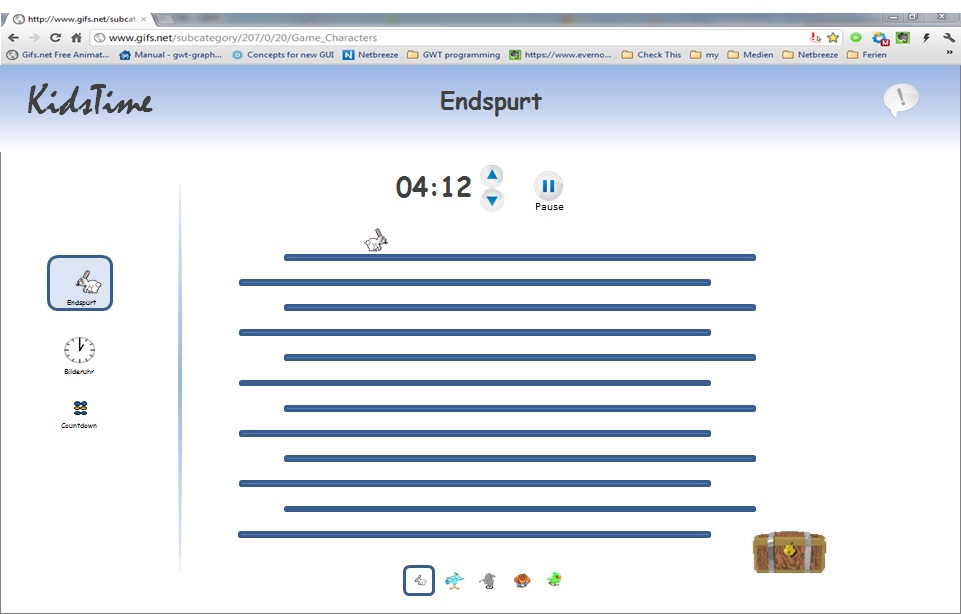 http://www.gifs.net/subcat
www.gifs.net/subcategory/207/0/20/Game_Characters
Gifs.net Free Animat... Manual - gwt-graph... Concepts for new GUI Netbreeze GWT programming https://www.everno... Check This my Medien Netbreeze Ferien »
KidsTime
Endspurt
!
04:12
Pause
Endspurt
Bilderuhr
Countdown